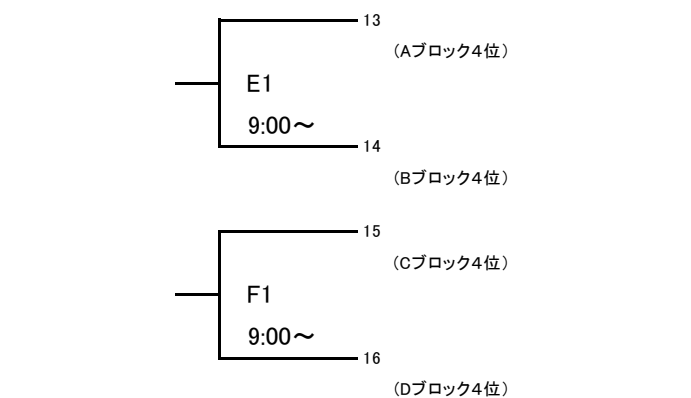 13
（Aブロック４位）
E1
9:00～
14
（Bブロック４位）
15
（Cブロック４位）
F1
9:00～
16
（Dブロック４位）